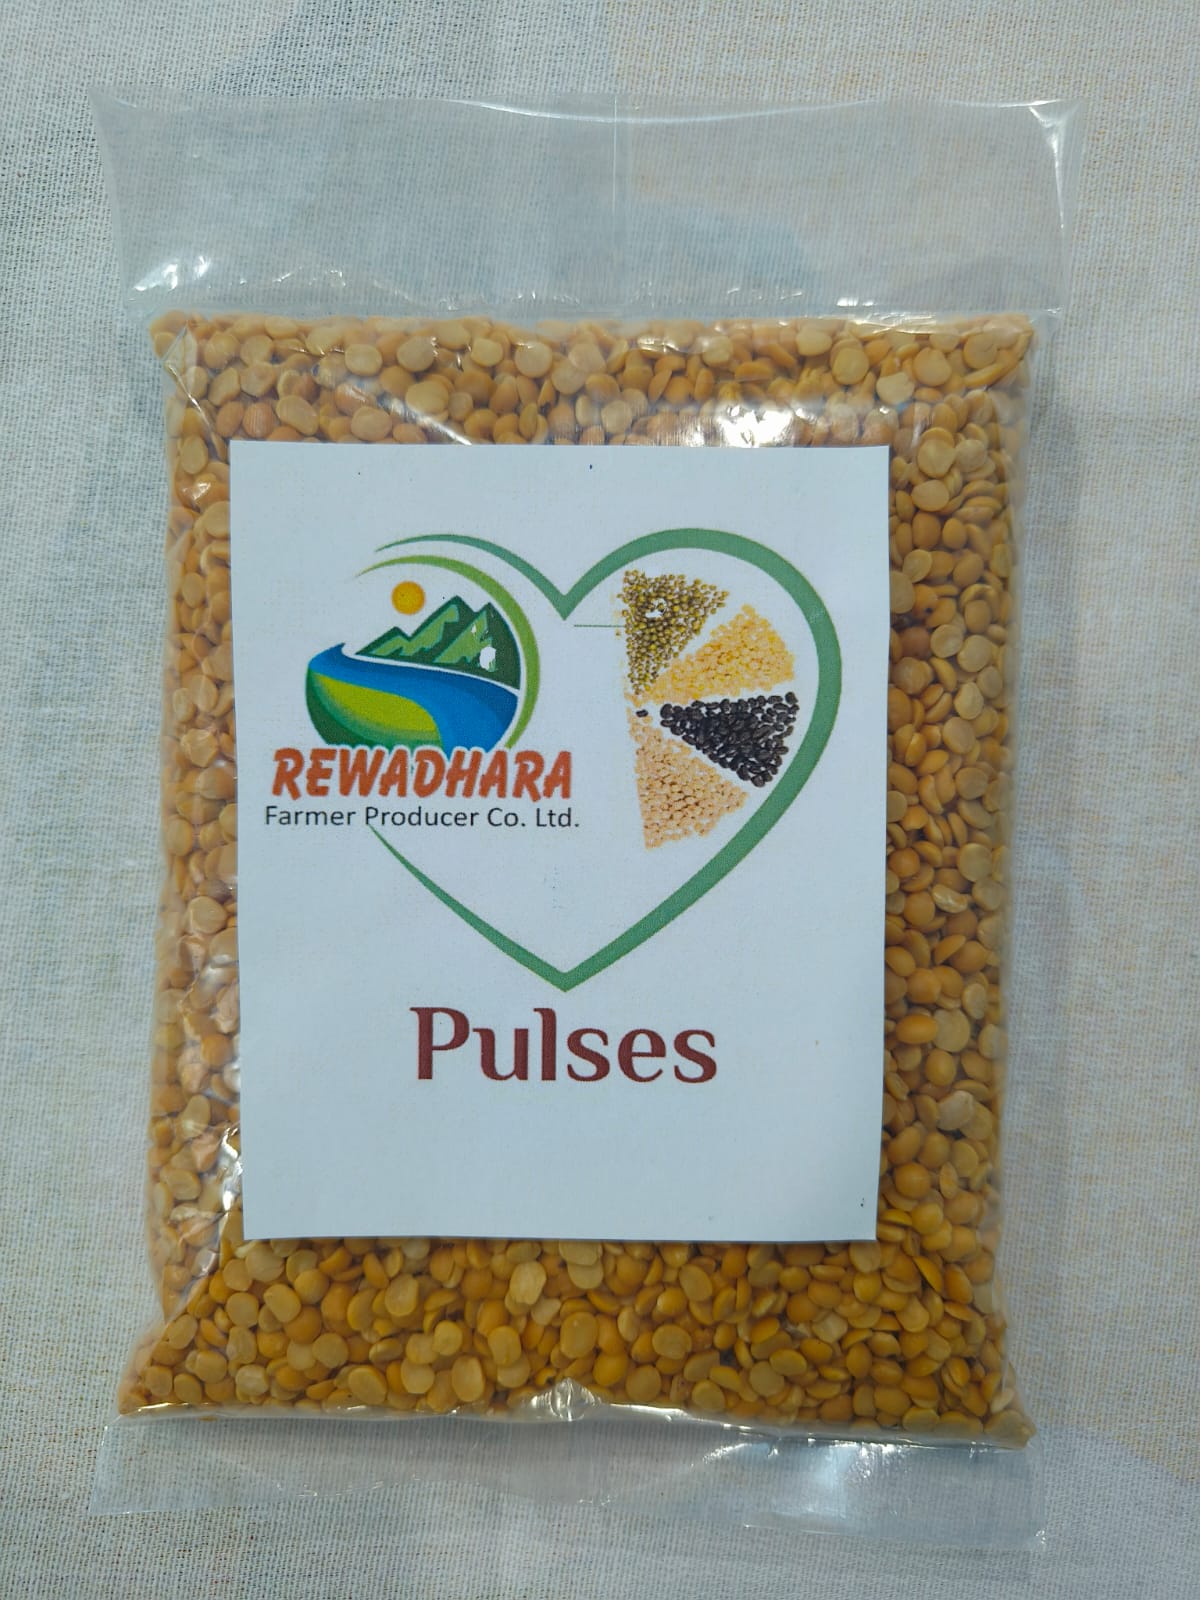 REWADHARA
Farmer Producer Co. Ltd.
Pulses